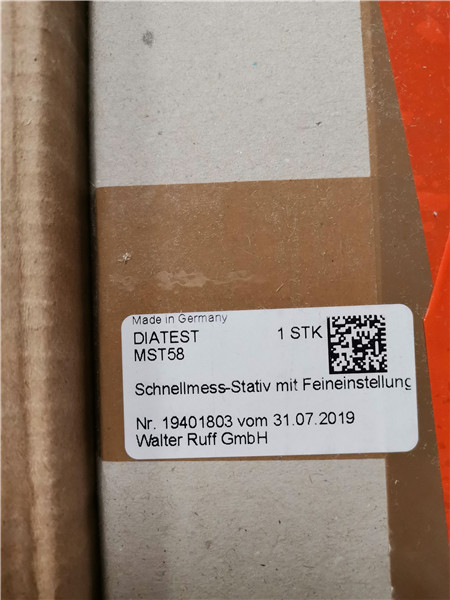 Made in Germany
DIATEST 1 STK
MST58
Schnellmess-Stativ mit Feineinstellung
Nr. 19401803 vom 31.07.2019
Walter Ruff GmbH